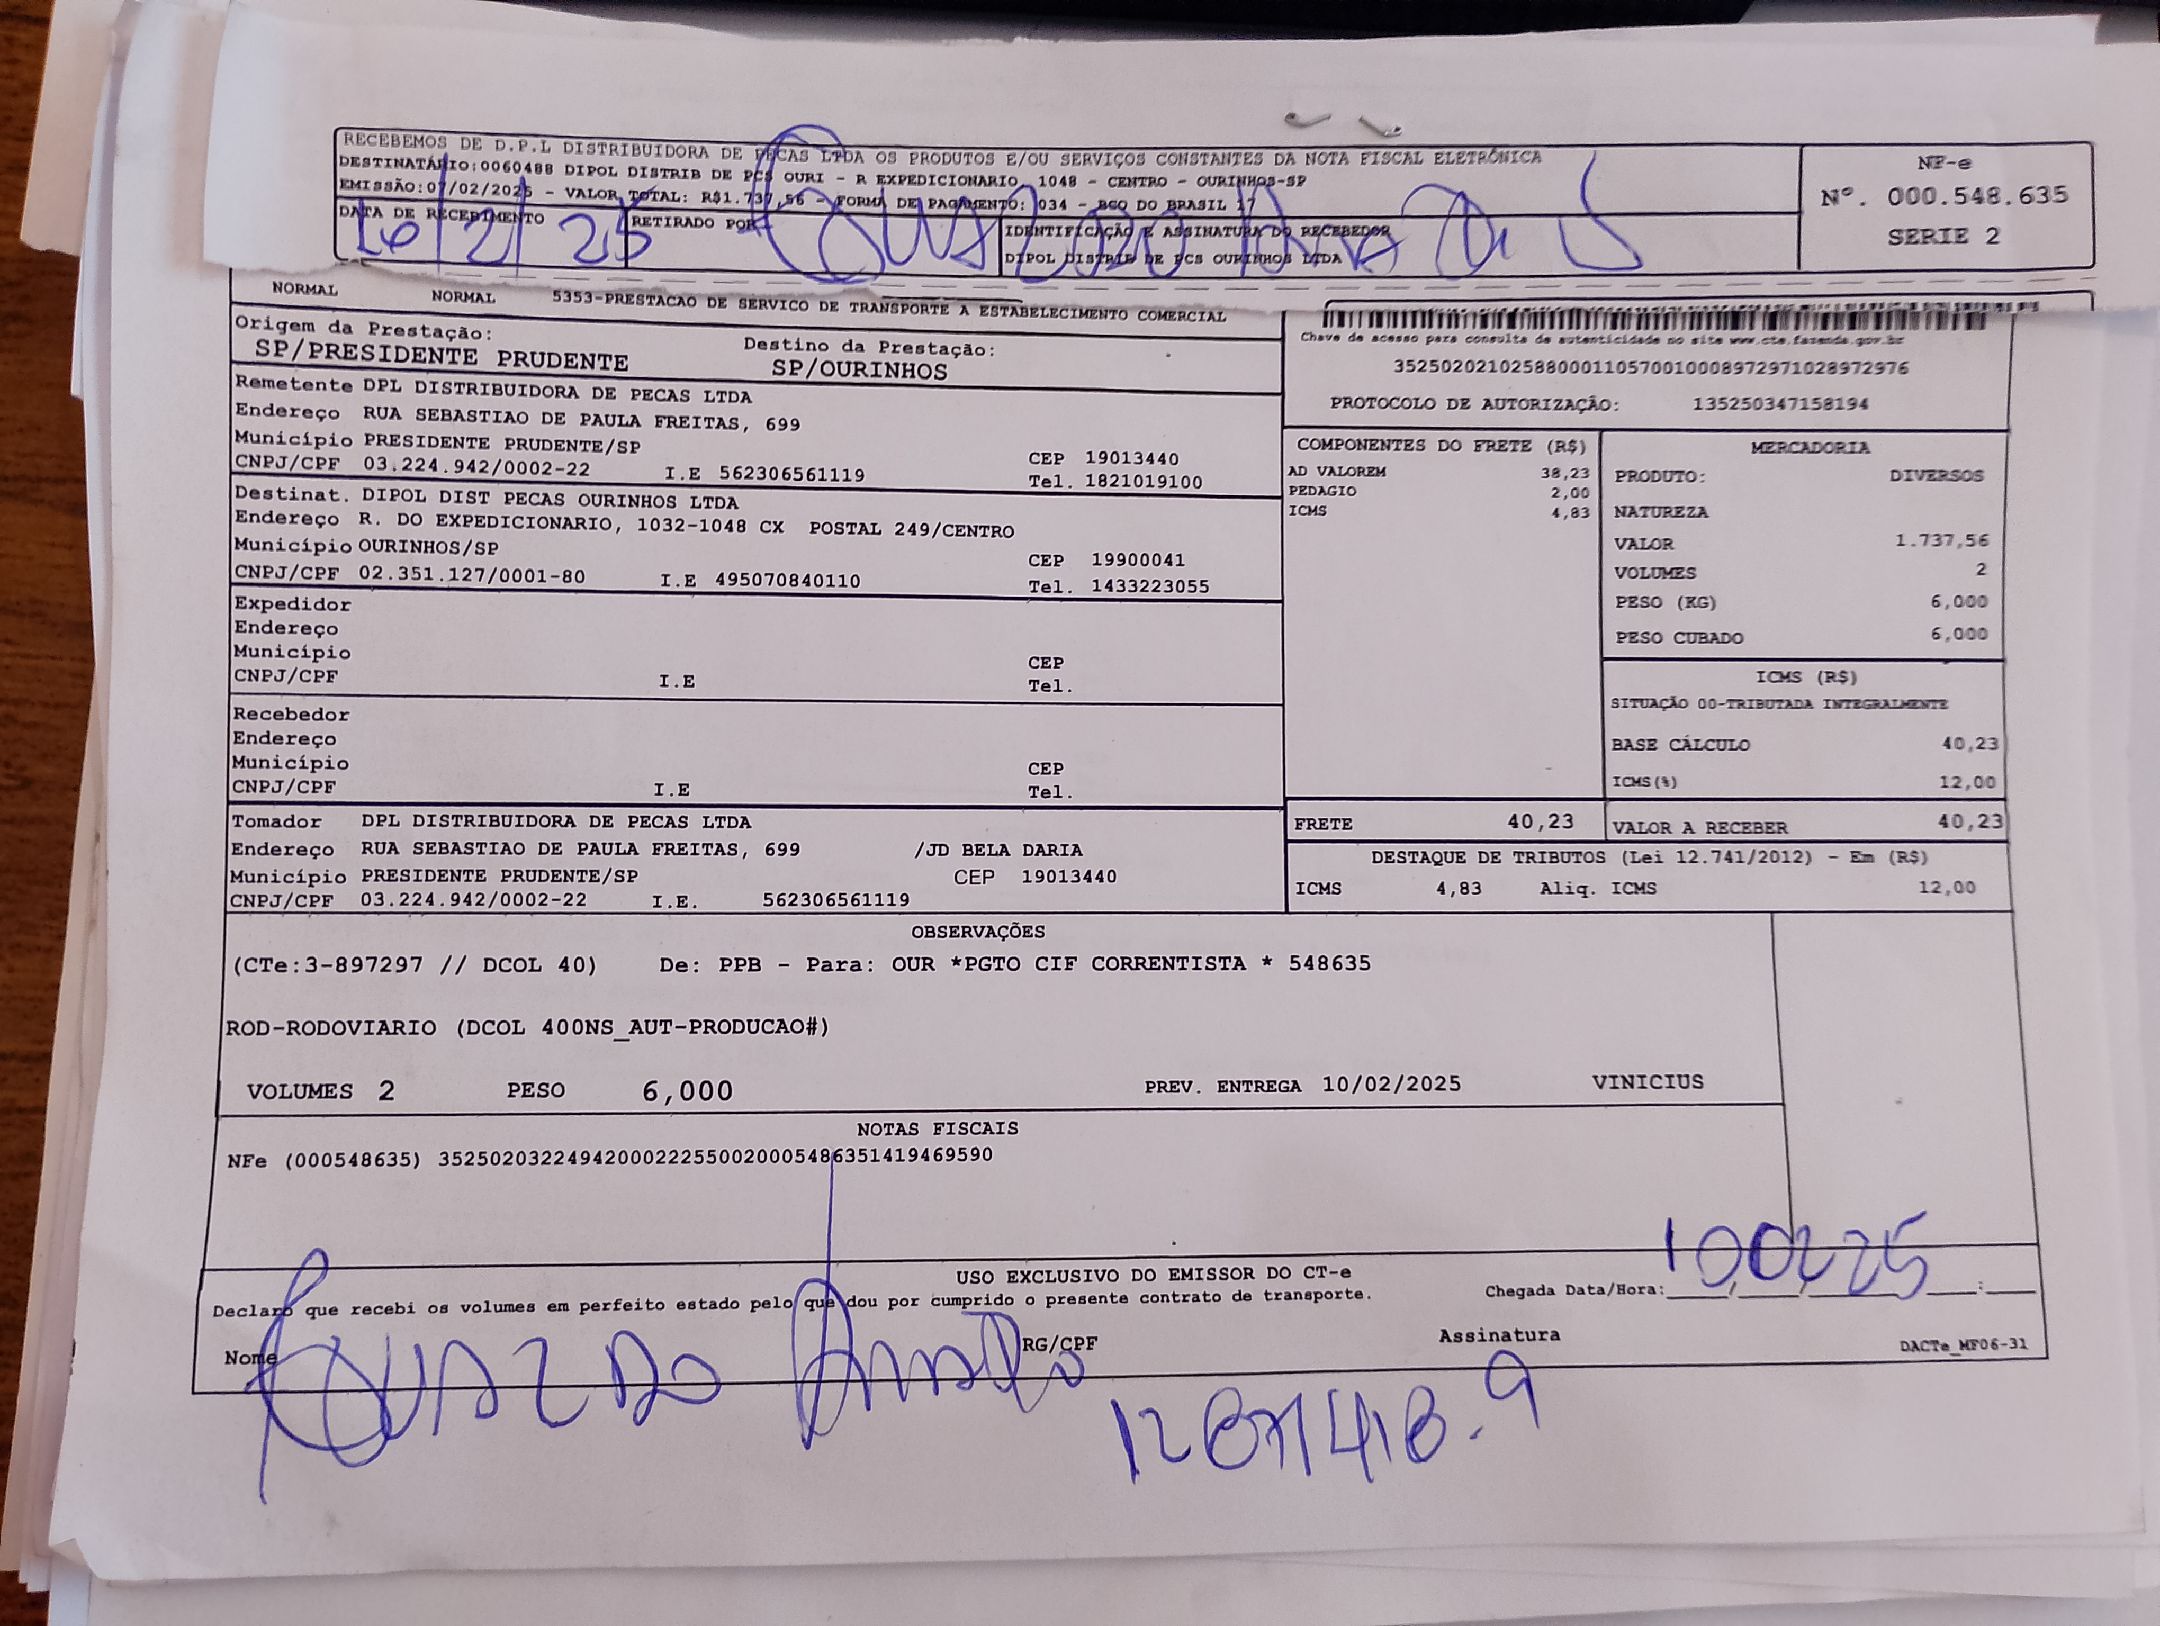 RECEBEMOS DE D.P.L DISTRIBUIDORA DE PECAS LTDA OS PRODUTOS E/OU SERVIÇOS CONSTANTES DA NOTA FISCAL ELETRÔNICA
DESTINATÁRIO:0060488 DIPOL DISTRIB DE PCS OURI - R EXPEDICIONARIO, 1048 - CENTRO - OURINHOS-SP
EMISSÃO:07/02/2025 - VALOR TOTAL: R$1.737,56 - FORMA DE PAGAMENTO: 034 - BCO DO BRASIL 17
DATA DE RECEBIMENTO
RETIRADO POR
IDENTIFICAÇÃO E ASSINATURA DO RECEBEDOR
DIPOL DISTRIB DE PCS OURINHOS LTDA
NF-e
Nº. 000.548.635
SERIE 2
NORMAL NORMAL 5353-PRESTACAO DE SERVICO DE TRANSPORTE A ESTABELECIMENTO COMERCIAL
Origem da Prestação: Destino da Prestação:
SP/PRESIDENTE PRUDENTE SP/OURINHOS
Chave de acesso para consulta de autenticidade no site www.cte.fazenda.gov.br
35250202102588000110570010008972971028972976
PROTOCOLO DE AUTORIZAÇÃO: 135250347158194
Remetente DPL DISTRIBUIDORA DE PECAS LTDA
Endereço RUA SEBASTIAO DE PAULA FREITAS, 699
Município PRESIDENTE PRUDENTE/SP CEP 19013440
CNPJ/CPF 03.224.942/0002-22 I.E 562306561119 Tel. 1821019100
Destinat. DIPOL DIST PECAS OURINHOS LTDA
Endereço R. DO EXPEDICIONARIO, 1032-1048 CX POSTAL 249/CENTRO
Município OURINHOS/SP CEP 19900041
CNPJ/CPF 02.351.127/0001-80 I.E 495070840110 Tel. 1433223055
Expedidor
Endereço
Município CEP
CNPJ/CPF I.E Tel.
Recebedor
Endereço
Município CEP
CNPJ/CPF I.E Tel.
Tomador DPL DISTRIBUIDORA DE PECAS LTDA
Endereço RUA SEBASTIAO DE PAULA FREITAS, 699 /JD BELA DARIA
Município PRESIDENTE PRUDENTE/SP CEP 19013440
CNPJ/CPF 03.224.942/0002-22 I.E. 562306561119
COMPONENTES DO FRETE (R$)
AD VALOREM 38,23
PEDAGIO 2,00
ICMS 4,83
MERCADORIA
PRODUTO: DIVERSOS
NATUREZA
VALOR 1.737,56
VOLUMES 2
PESO (KG) 6,000
PESO CUBADO 6,000
ICMS (R$)
SITUAÇÃO 00-TRIBUTADA INTEGRALMENTE
BASE CÁLCULO 40,23
ICMS(%) 12,00
FRETE 40,23 VALOR A RECEBER 40,23
DESTAQUE DE TRIBUTOS (Lei 12.741/2012) - Em (R$)
ICMS 4,83 Aliq. ICMS 12,00
OBSERVAÇÕES
(CTe:3-897297 // DCOL 40) De: PPB - Para: OUR *PGTO CIF CORRENTISTA * 548635
ROD-RODOVIARIO (DCOL 400NS_AUT-PRODUCAO#)
VOLUMES 2 PESO 6,000 PREV. ENTREGA 10/02/2025 VINICIUS
NOTAS FISCAIS
NFe (000548635) 35250203224942000222550020005486351419469590
USO EXCLUSIVO DO EMISSOR DO CT-e
Declaro que recebi os volumes em perfeito estado pelo que dou por cumprido o presente contrato de transporte.
Chegada Data/Hora:
100225
Nome RG/CPF Assinatura DACTe_MF06-31